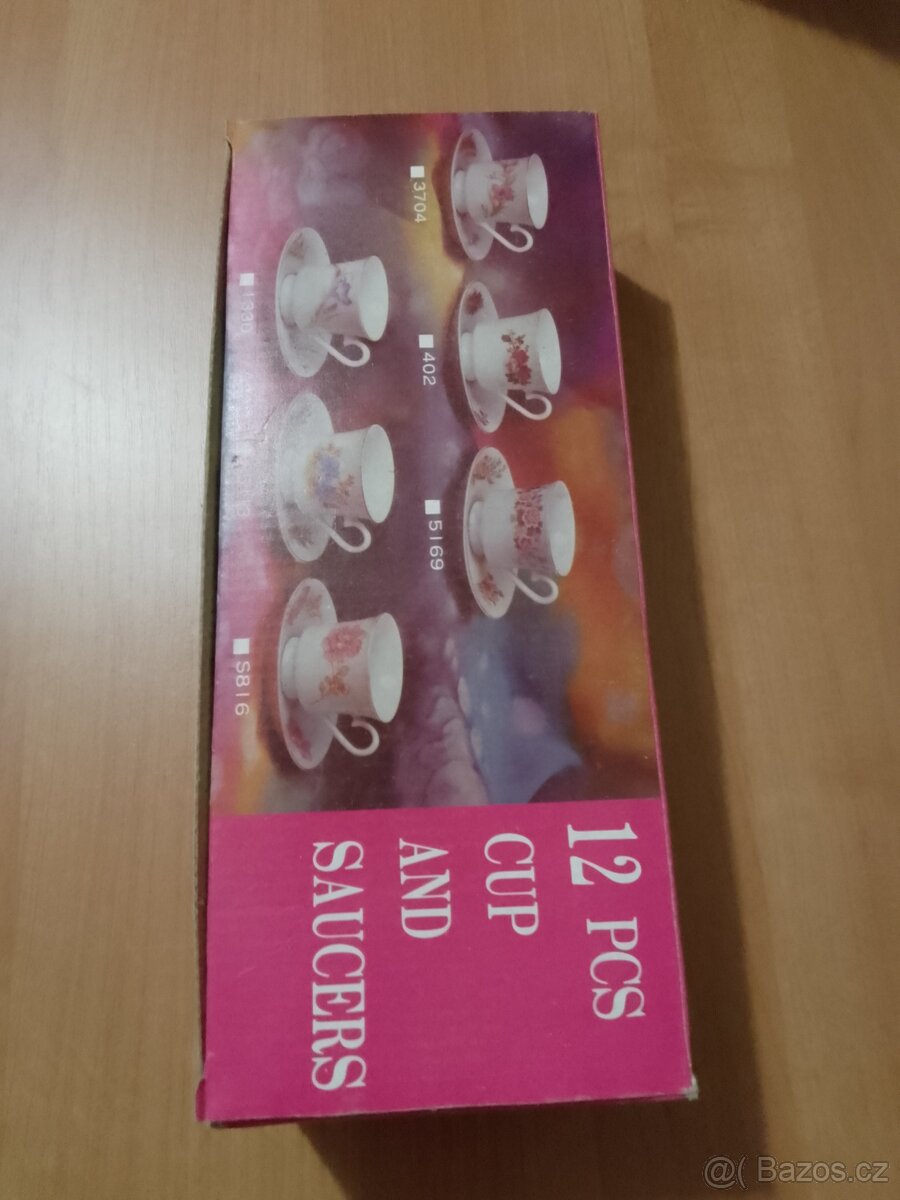 3704
402
5169
1330
S816
12 PCS
CUP
AND
SAUCERS
@( Bazos.cz